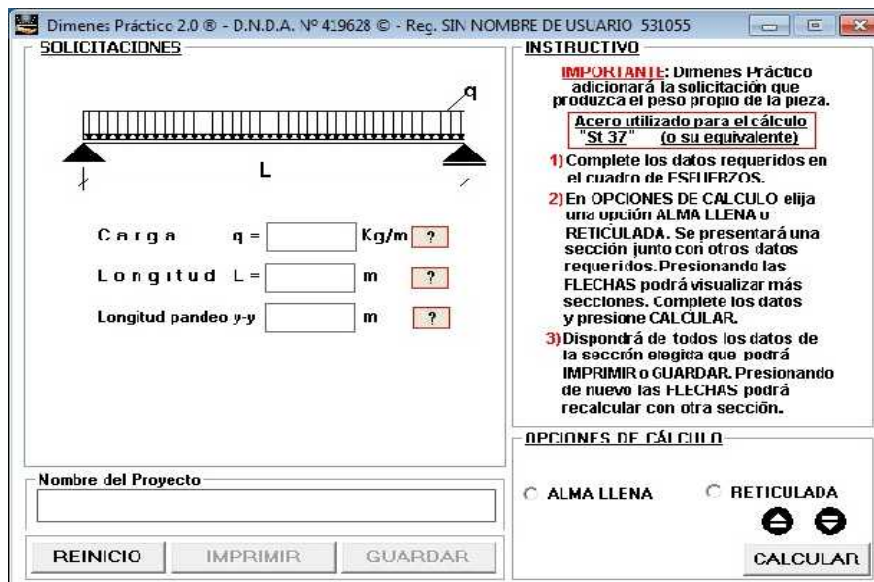 Dimenes Práctico 2.0 ® - D.N.D.A. Nº 419628 © - Reg. SIN NOMBRE DE USUARIO 531055
SOLICITACIONES
q
L
Carga q = Kg/m ?
Longitud L = m ?
Longitud pandeo y-y m ?
Nombre del Proyecto
REINICIO IMPRIMIR GUARDAR
INSTRUCTIVO
IMPORTANTE: Dimenes Práctico
adicionará la solicitación que
produzca el peso propio de la pieza.
Acero utilizado para el cálculo
"St 37" (o su equivalente)
1) Complete los datos requeridos en
el cuadro de ESFUERZOS.
2) En OPCIONES DE CALCULO elija
una opción ALMA LLENA o
RETICULADA. Se presentará una
sección junto con otros datos
requeridos. Presionando las
FLECHAS podrá visualizar más
secciones. Complete los datos
y presione CALCULAR.
3) Dispondrá de todos los datos de
la sección elegida que podrá
IMPRIMIR o GUARDAR. Presionando
de nuevo las FLECHAS podrá
recalcular con otra sección.
OPCIONES DE CÁLCULO
ALMA LLENA RETICULADA
CALCULAR